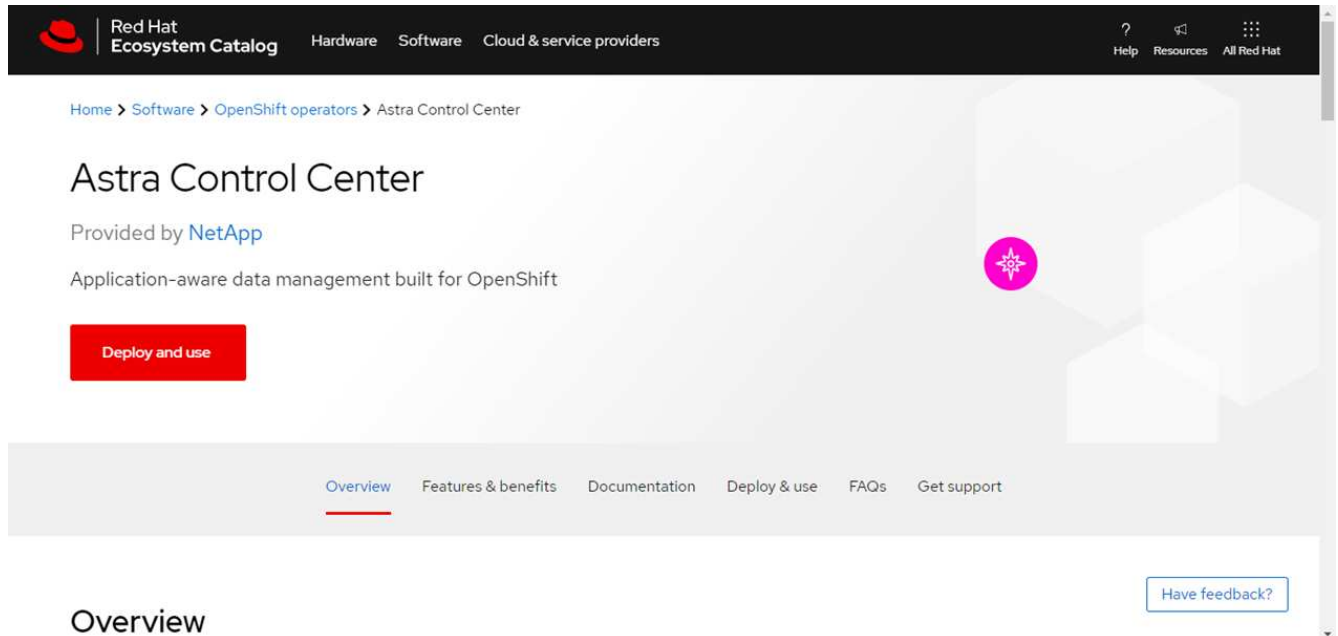 Red Hat
Ecosystem Catalog
Hardware Software Cloud & service providers
? Help Resources All Red Hat
Home > Software > OpenShift operators > Astra Control Center
Astra Control Center
Provided by NetApp
Application-aware data management built for OpenShift
Deploy and use
Overview Features & benefits Documentation Deploy & use FAQs Get support
Have feedback?
Overview